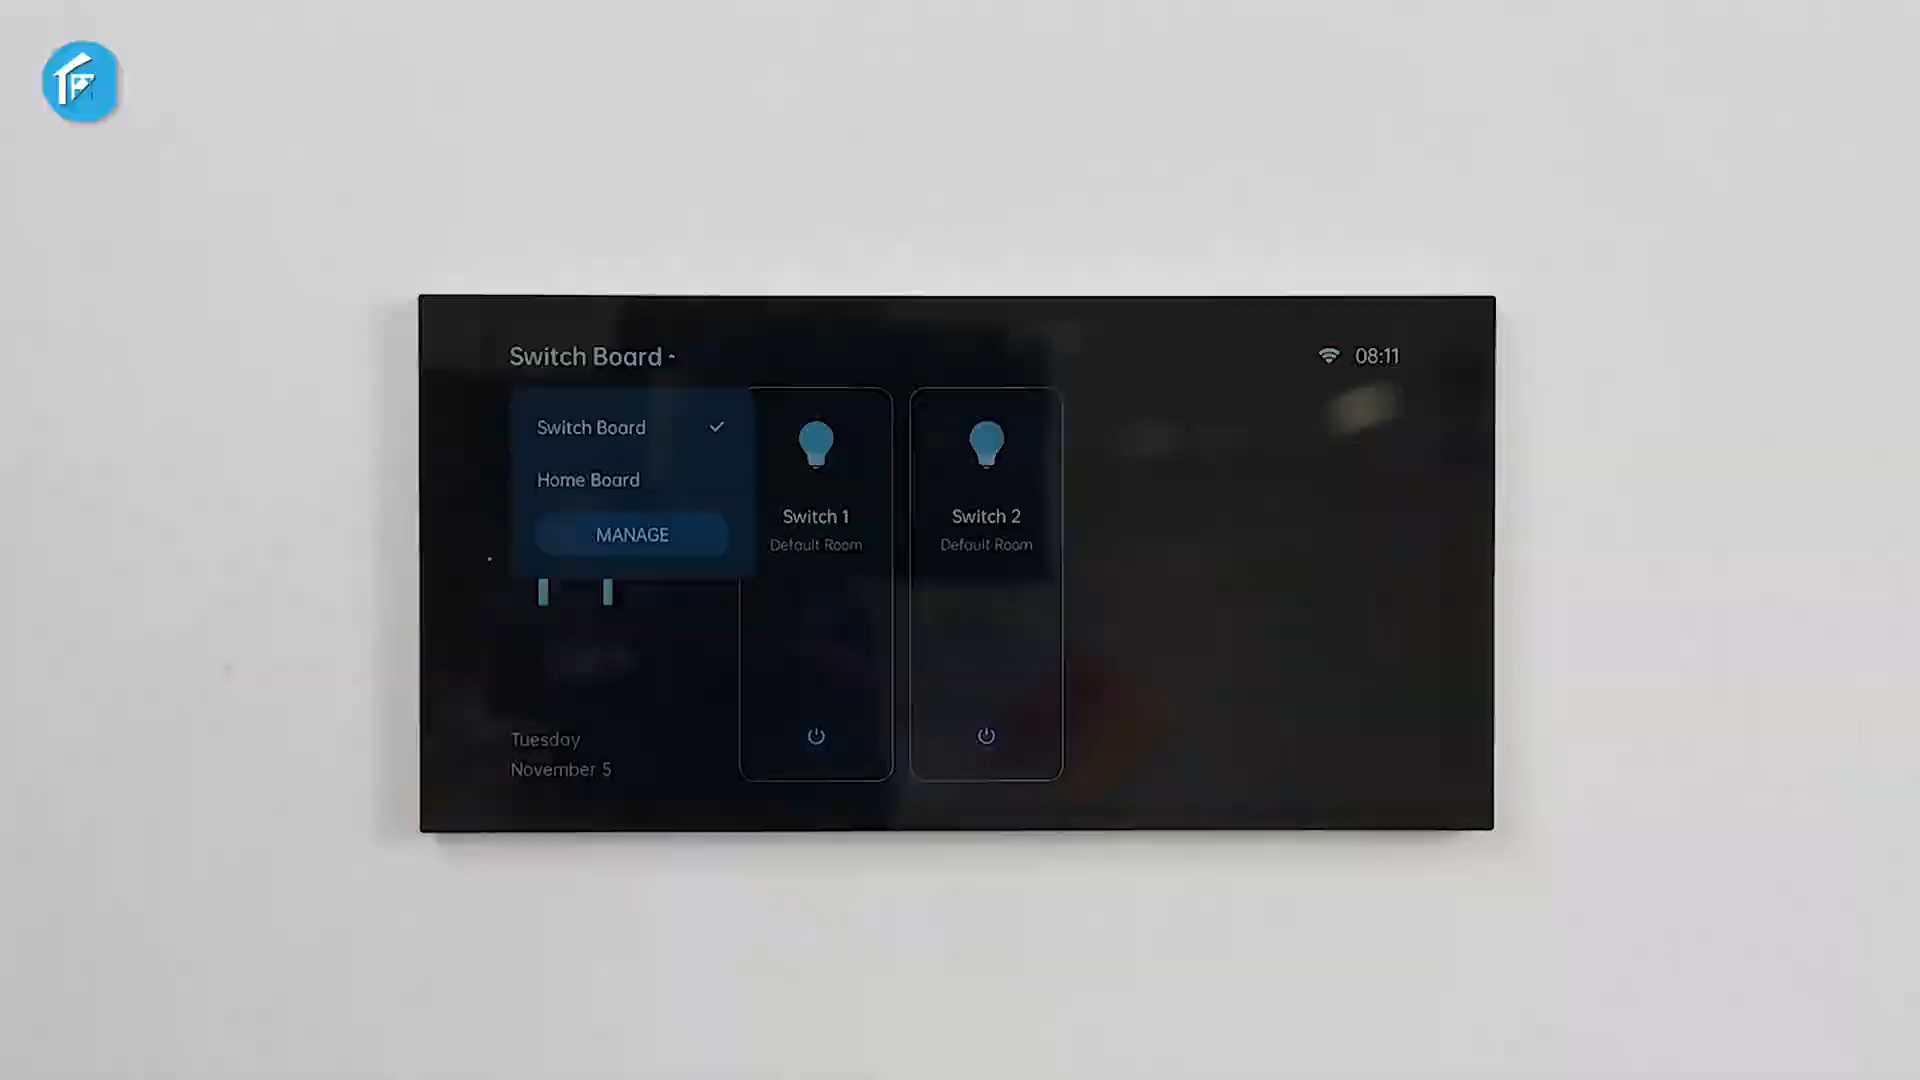 Switch Board
08:11
Switch Board
Home Board
MANAGE
Switch 1
Default Room
Switch 2
Default Room
Tuesday
November 5